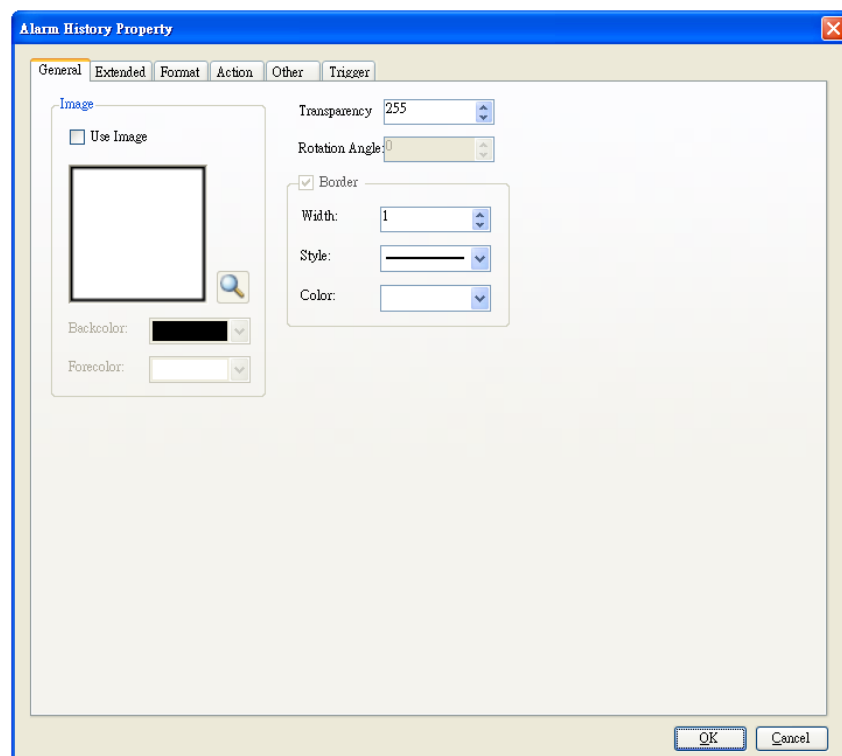 Alarm History Property
General Extended Format Action Other Trigger
Image
Use Image
Backcolor:
Forecolor:
Transparency 255
Rotation Angle: 0
Border
Width: 1
Style:
Color:
OK Cancel